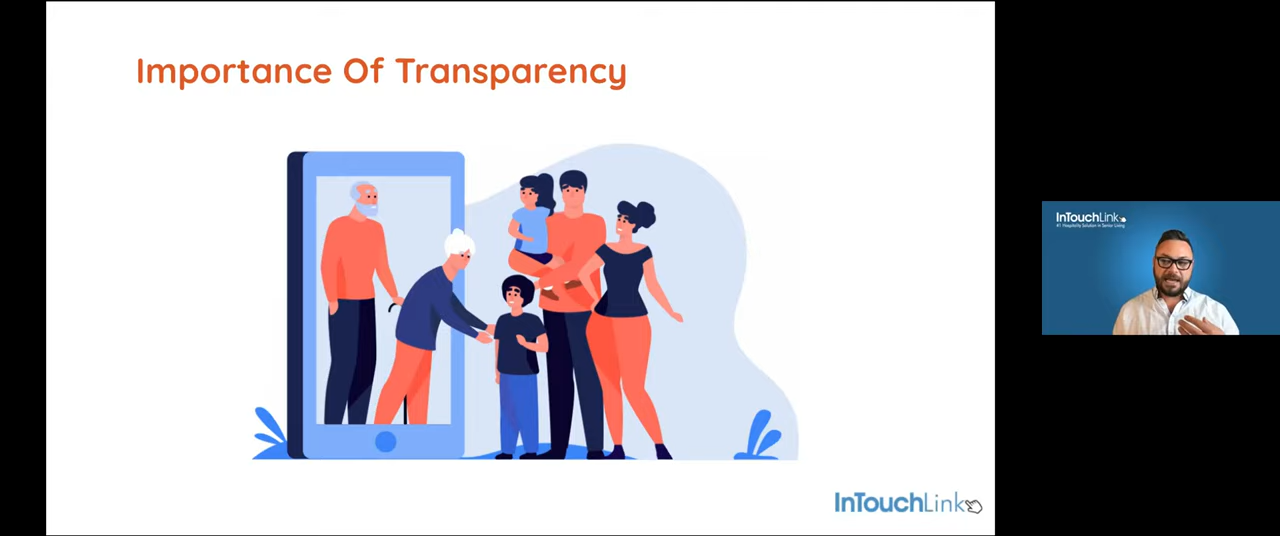 Importance Of Transparency
InTouchLink
InTouchLink
#1 Hospitality Solution in Senior Living